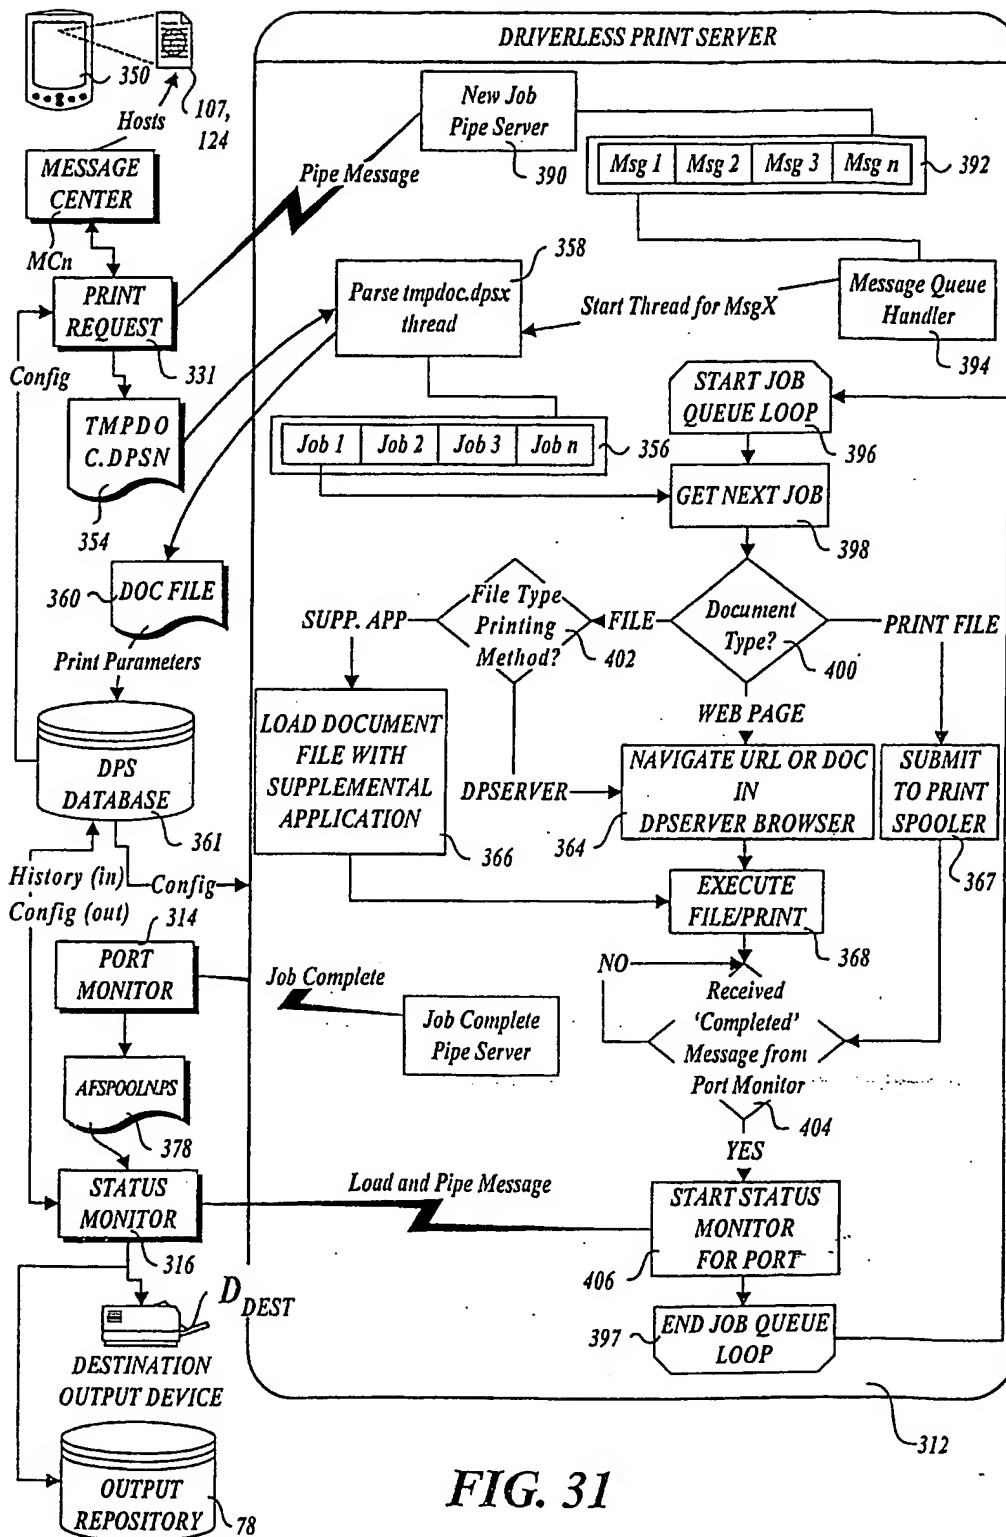 DRIVERLESS PRINT SERVER
350
107,
124
Hosts
MESSAGE
CENTER
MCn
PRINT
REQUEST
331
Config
TMPDO
C.DPSN
354
360
DOC FILE
Print Parameters
DPS
DATABASE
361
History (in)
Config (out)
Config
314
PORT
MONITOR
AFSPOOLN.PS
378
STATUS
MONITOR
316
D DEST
DESTINATION
OUTPUT DEVICE
OUTPUT
REPOSITORY
78
New Job
Pipe Server
390
Pipe Message
Msg 1 Msg 2 Msg 3 Msg n
392
358
Parse tmpdoc.dpsx
thread
Start Thread for MsgX
Message Queue
Handler
394
START JOB
QUEUE LOOP
396
Job 1 Job 2 Job 3 Job n
356
GET NEXT JOB
398
File Type
Printing
Method?
402
SUPP. APP
FILE
Document
Type?
400
PRINT FILE
LOAD DOCUMENT
FILE WITH
SUPPLEMENTAL
APPLICATION
366
DPSERVER
WEB PAGE
NAVIGATE URL OR DOC
IN
DPSERVER BROWSER
364
SUBMIT
TO PRINT
SPOOLER
367
EXECUTE
FILE/PRINT
368
NO
Received
'Completed'
Message from
Port Monitor
404
YES
Job Complete
Job Complete
Pipe Server
Load and Pipe Message
START STATUS
MONITOR
FOR PORT
406
397
END JOB QUEUE
LOOP
312
FIG. 31